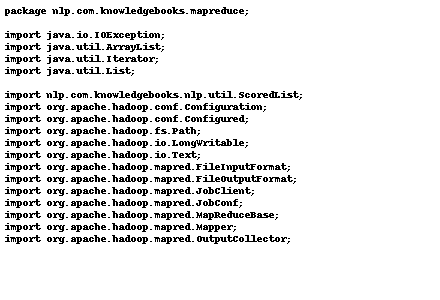 package nlp.com.knowledgebooks.mapreduce;
import java.io.IOException;
import java.util.ArrayList;
import java.util.Iterator;
import java.util.List;
import nlp.com.knowledgebooks.nlp.util.ScoredList;
import org.apache.hadoop.conf.Configuration;
import org.apache.hadoop.conf.Configured;
import org.apache.hadoop.fs.Path;
import org.apache.hadoop.io.LongWritable;
import org.apache.hadoop.io.Text;
import org.apache.hadoop.mapred.FileInputFormat;
import org.apache.hadoop.mapred.FileOutputFormat;
import org.apache.hadoop.mapred.JobClient;
import org.apache.hadoop.mapred.JobConf;
import org.apache.hadoop.mapred.MapReduceBase;
import org.apache.hadoop.mapred.Mapper;
import org.apache.hadoop.mapred.OutputCollector;